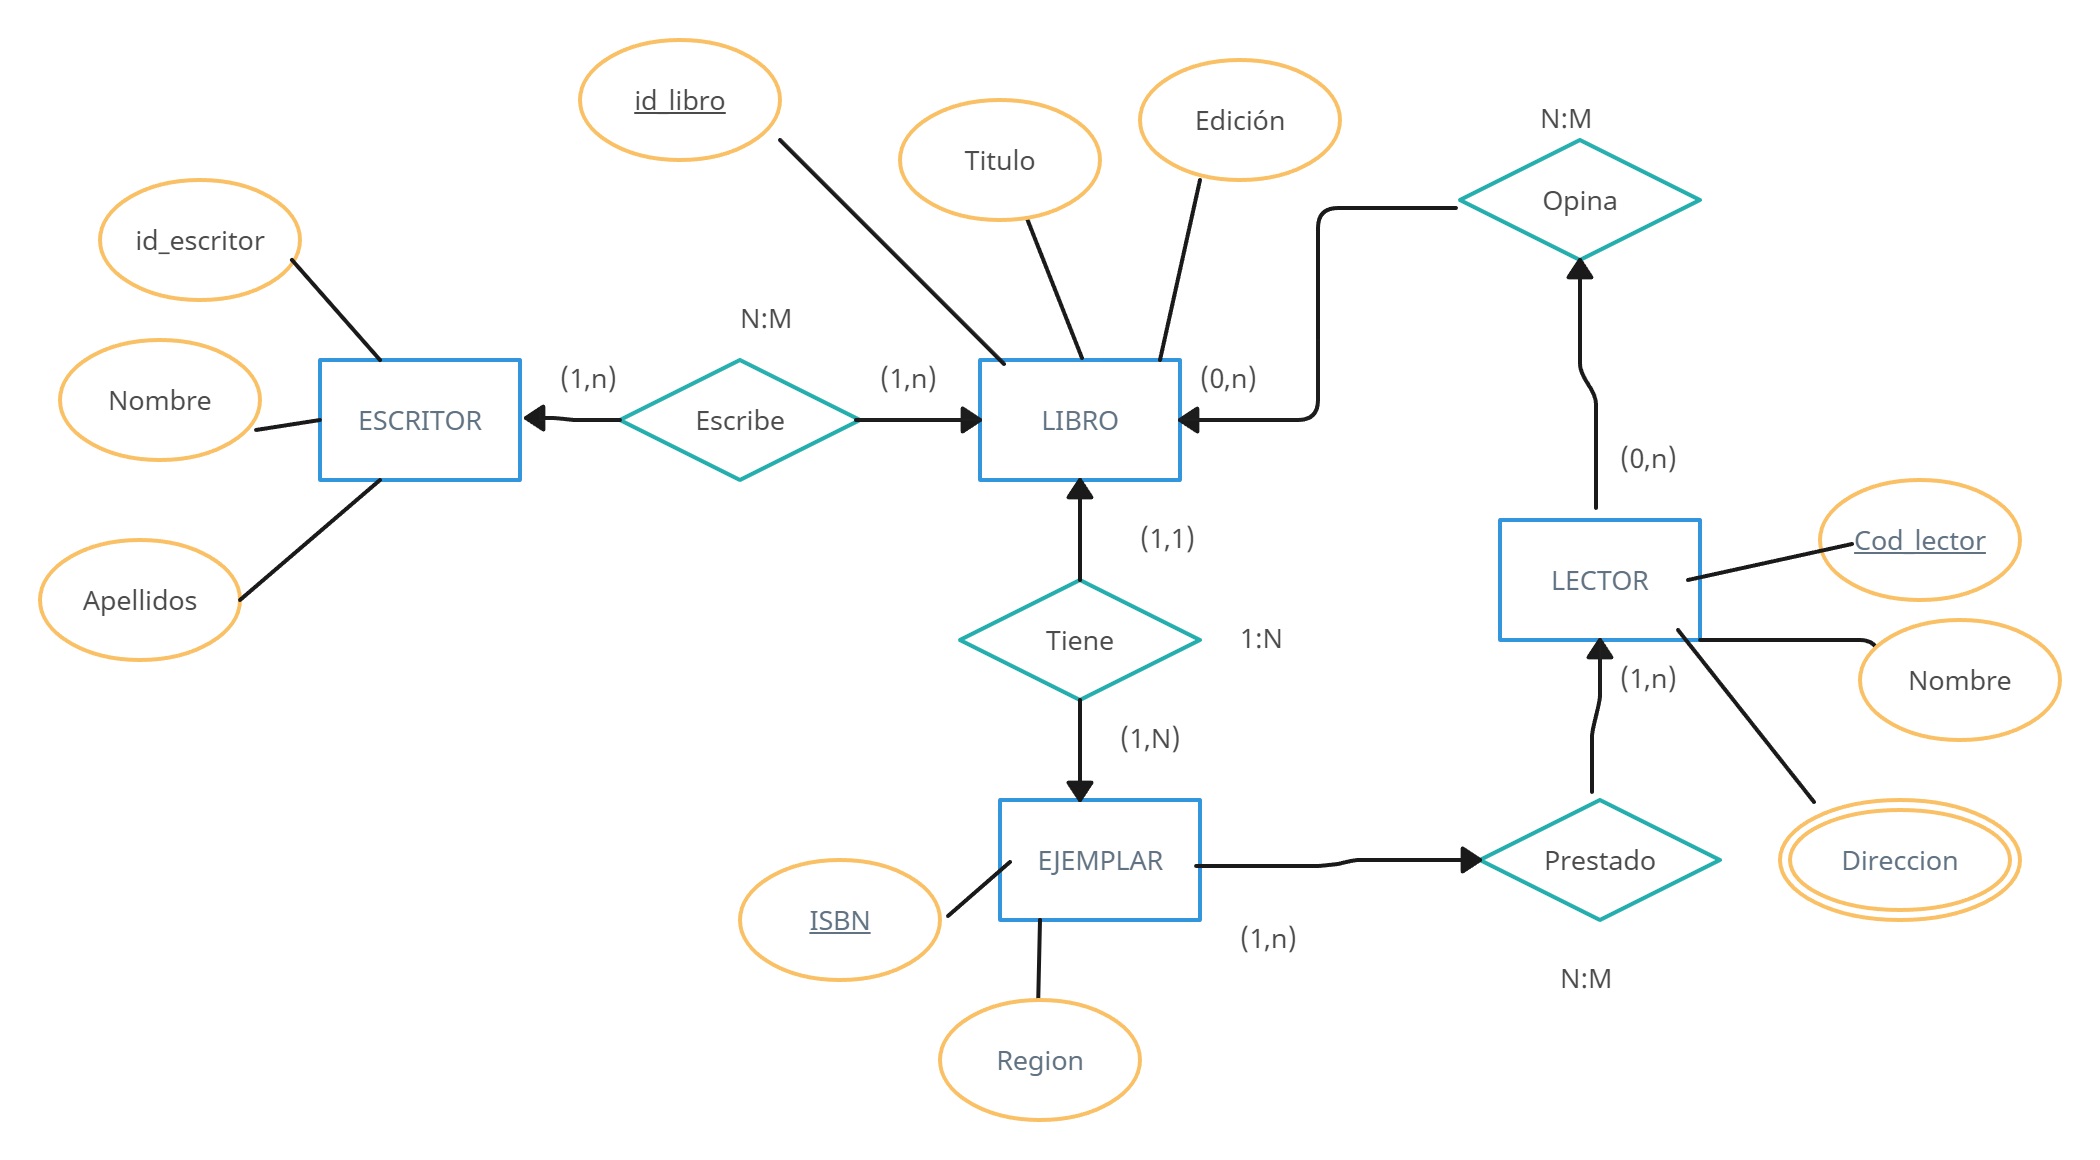 id_libro
Edición
N:M
Titulo
Opina
id_escritor
N:M
(1,n)
(1,n)
(0,n)
Nombre
ESCRITOR
Escribe
LIBRO
(0,n)
(1,1)
Cod_lector
LECTOR
Apellidos
Tiene
1:N
(1,n)
Nombre
(1,N)
EJEMPLAR
Prestado
Direccion
ISBN
(1,n)
N:M
Region